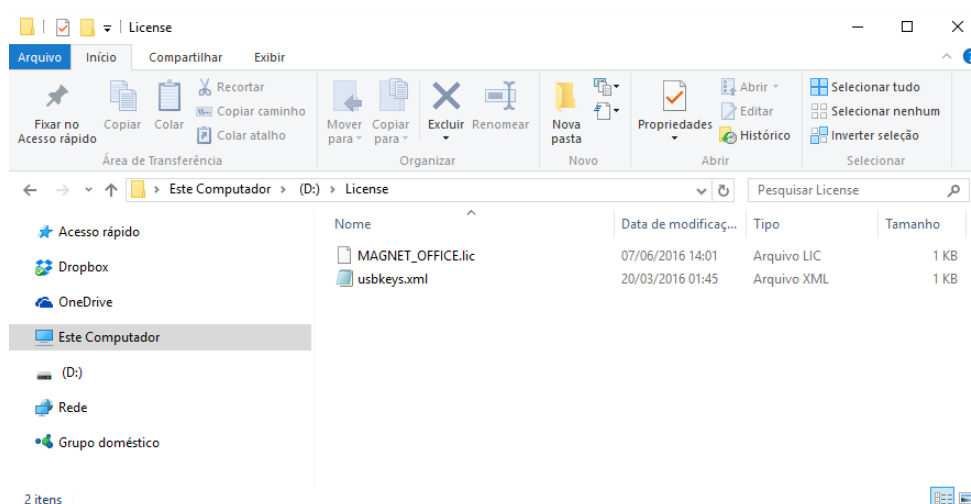 License
Arquivo Início Compartilhar Exibir
Fixar no
Acesso rápido
Copiar
Colar
Recortar
Copiar caminho
Colar atalho
Área de Transferência
Mover
para
Copiar
para
Excluir
Renomear
Organizar
Nova
pasta
Novo
Propriedades
Abrir
Editar
Histórico
Abrir
Selecionar tudo
Selecionar nenhum
Inverter seleção
Selecionar
Este Computador > (D:) > License
Pesquisar License
Acesso rápido
Dropbox
OneDrive
Este Computador
(D:)
Rede
Grupo doméstico
Nome Data de modificaç... Tipo Tamanho
MAGNET_OFFICE.lic 07/06/2016 14:01 Arquivo LIC 1 KB
usbkeys.xml 20/03/2016 01:45 Arquivo XML 1 KB
2 itens